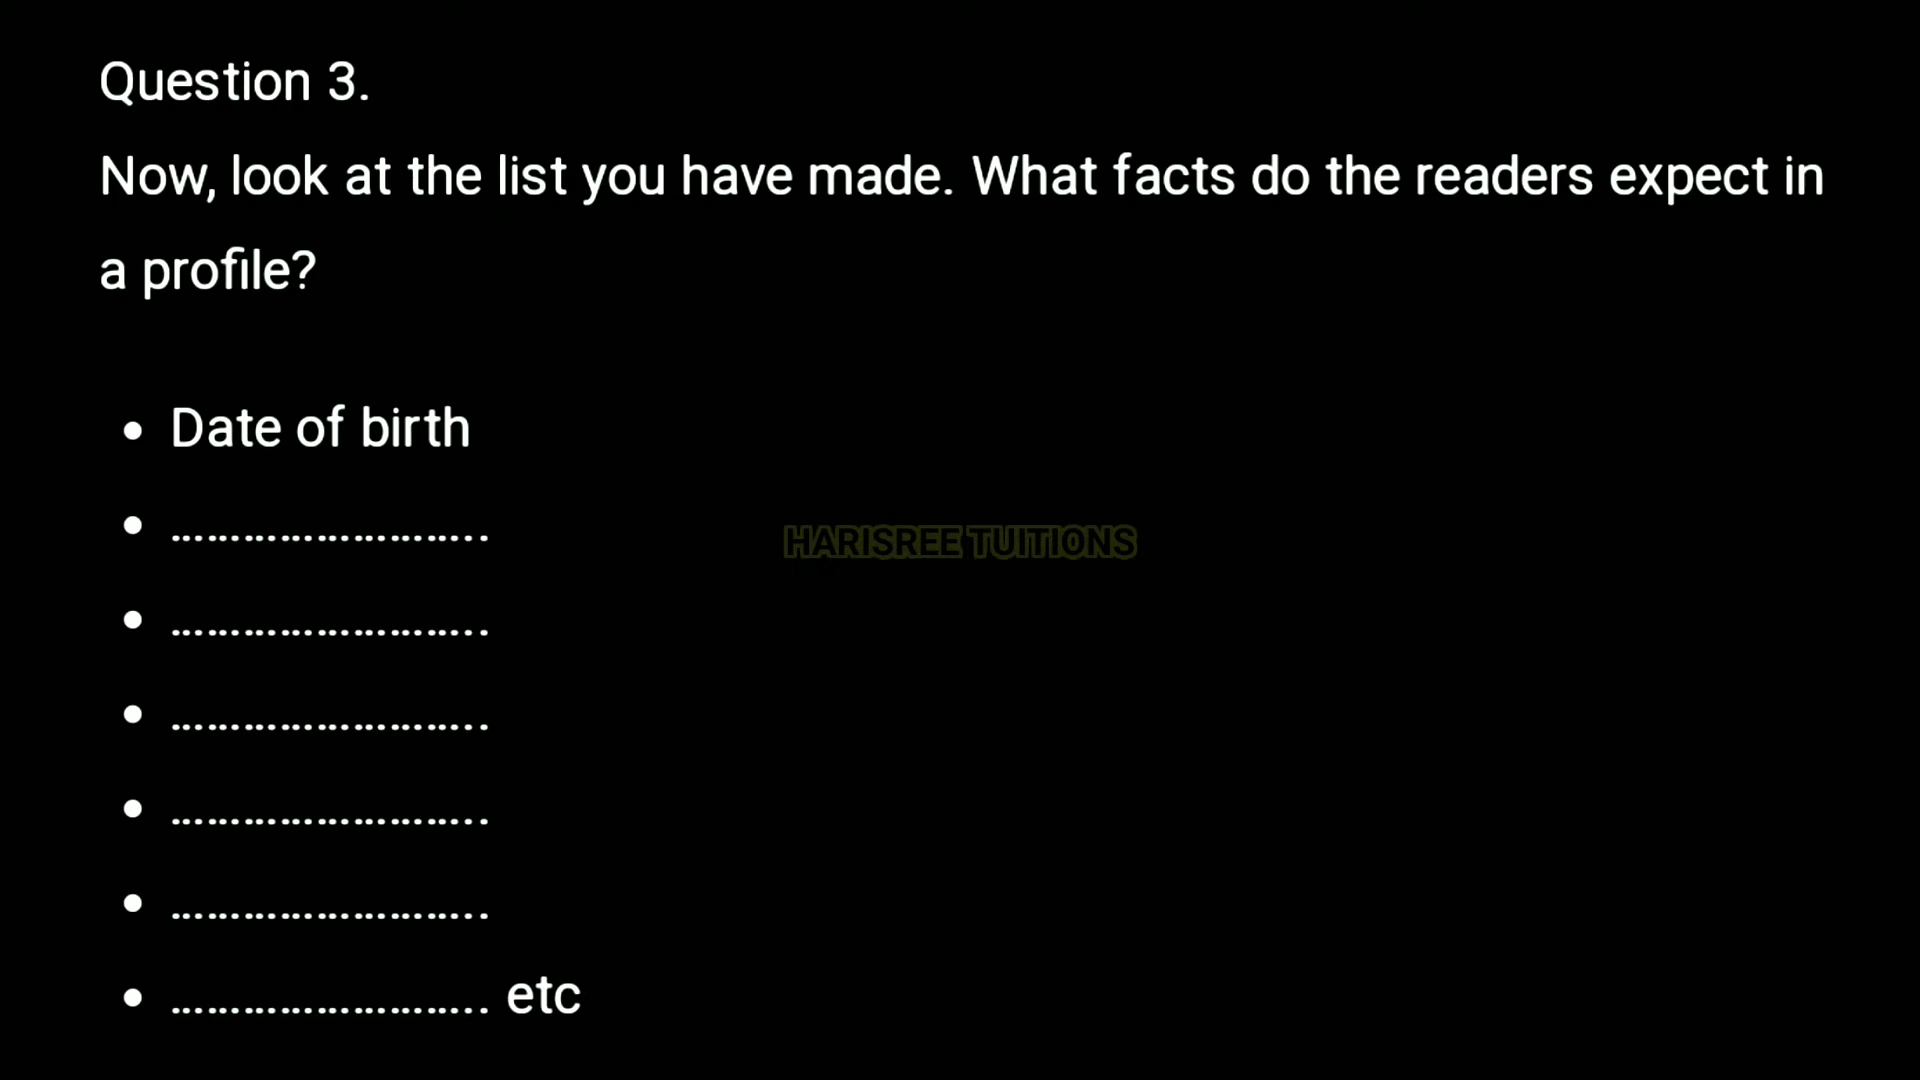 Question 3.
Now, look at the list you have made. What facts do the readers expect in
a profile?
• Date of birth
• ……………………..
HARISREE TUITIONS
• ……………………..
• ……………………..
• ……………………..
• ……………………..
• …………………….. etc